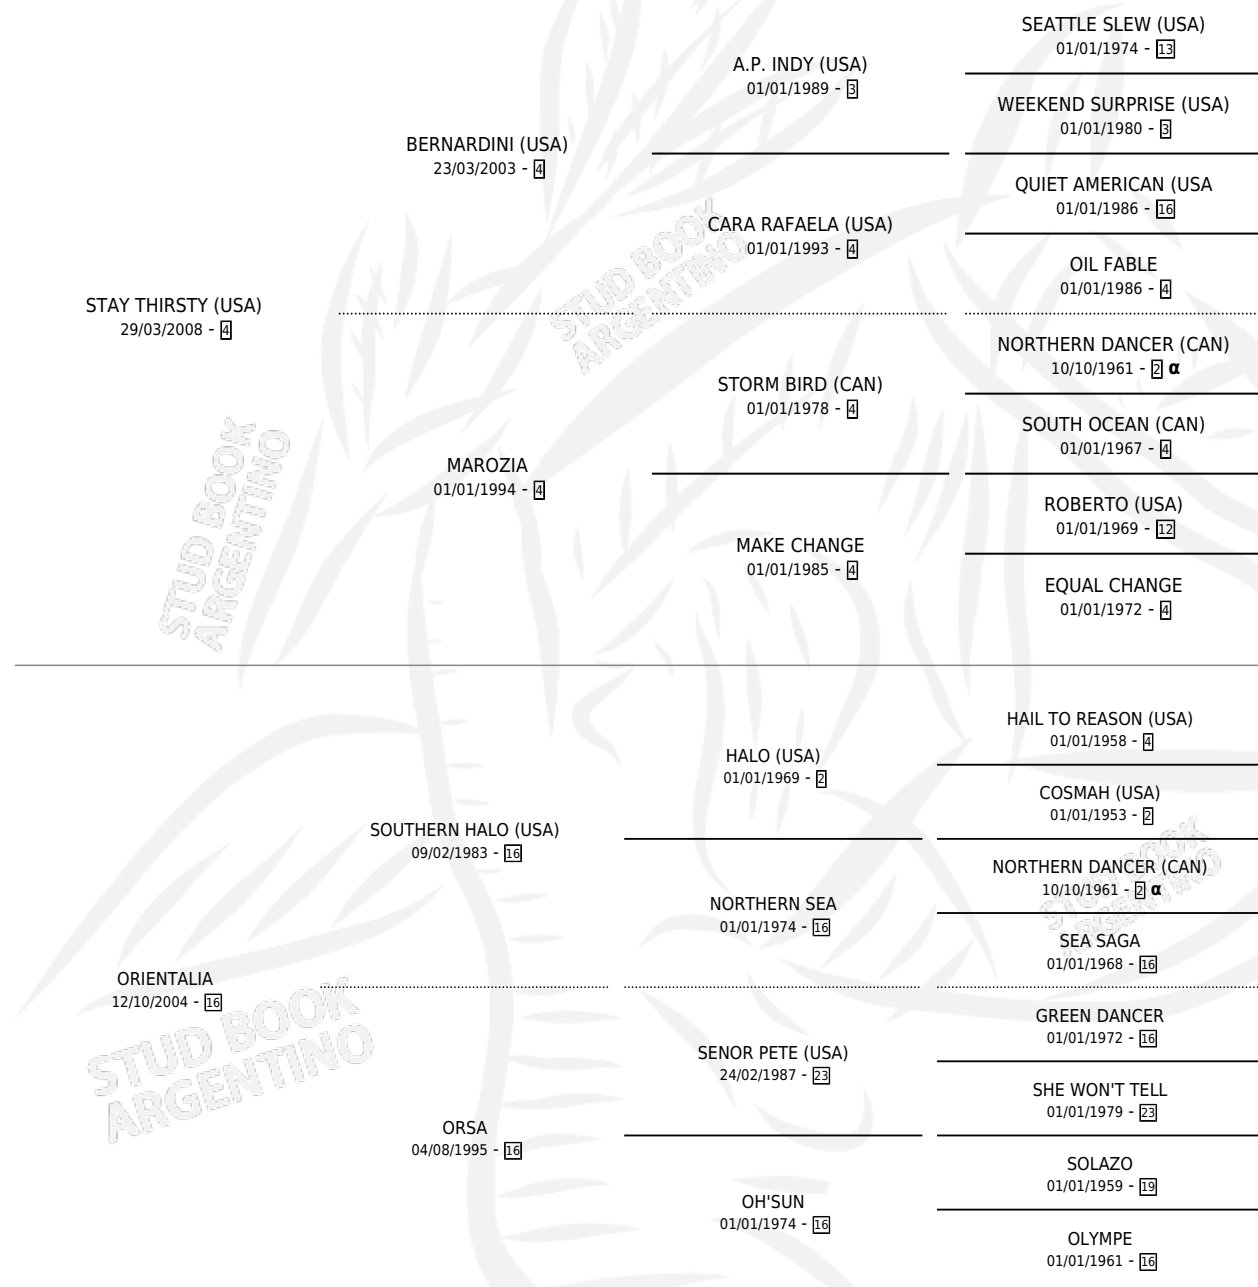 SEATTLE SLEW (USA)
01/01/1974 - 13
A.P. INDY (USA)
01/01/1989 - 3
WEEKEND SURPRISE (USA)
01/01/1980 - 3
BERNARDINI (USA)
23/03/2003 - 4
QUIET AMERICAN (USA
01/01/1986 - 16
CARA RAFAELA (USA)
01/01/1993 - 4
OIL FABLE
01/01/1986 - 4
STAY THIRSTY (USA)
29/03/2008 - 4
NORTHERN DANCER (CAN)
10/10/1961 - 2 α
STORM BIRD (CAN)
01/01/1978 - 4
SOUTH OCEAN (CAN)
01/01/1967 - 4
MAROZIA
01/01/1994 - 4
ROBERTO (USA)
01/01/1969 - 12
MAKE CHANGE
01/01/1985 - 4
EQUAL CHANGE
01/01/1972 - 4
HAIL TO REASON (USA)
01/01/1958 - 4
HALO (USA)
01/01/1969 - 2
COSMAH (USA)
01/01/1953 - 2
SOUTHERN HALO (USA)
09/02/1983 - 16
NORTHERN DANCER (CAN)
10/10/1961 - 2 α
NORTHERN SEA
01/01/1974 - 16
SEA SAGA
01/01/1968 - 16
ORIENTALIA
12/10/2004 - 16
GREEN DANCER
01/01/1972 - 16
SENOR PETE (USA)
24/02/1987 - 23
SHE WON'T TELL
01/01/1979 - 23
ORSA
04/08/1995 - 16
SOLAZO
01/01/1959 - 19
OH'SUN
01/01/1974 - 16
OLYMPE
01/01/1961 - 16
STUD BOOK
ARGENTINO
STUD BOOK
ARGENTINO
STUD BOOK
ARGENTINO
STUD BOOK
ARGENTINO